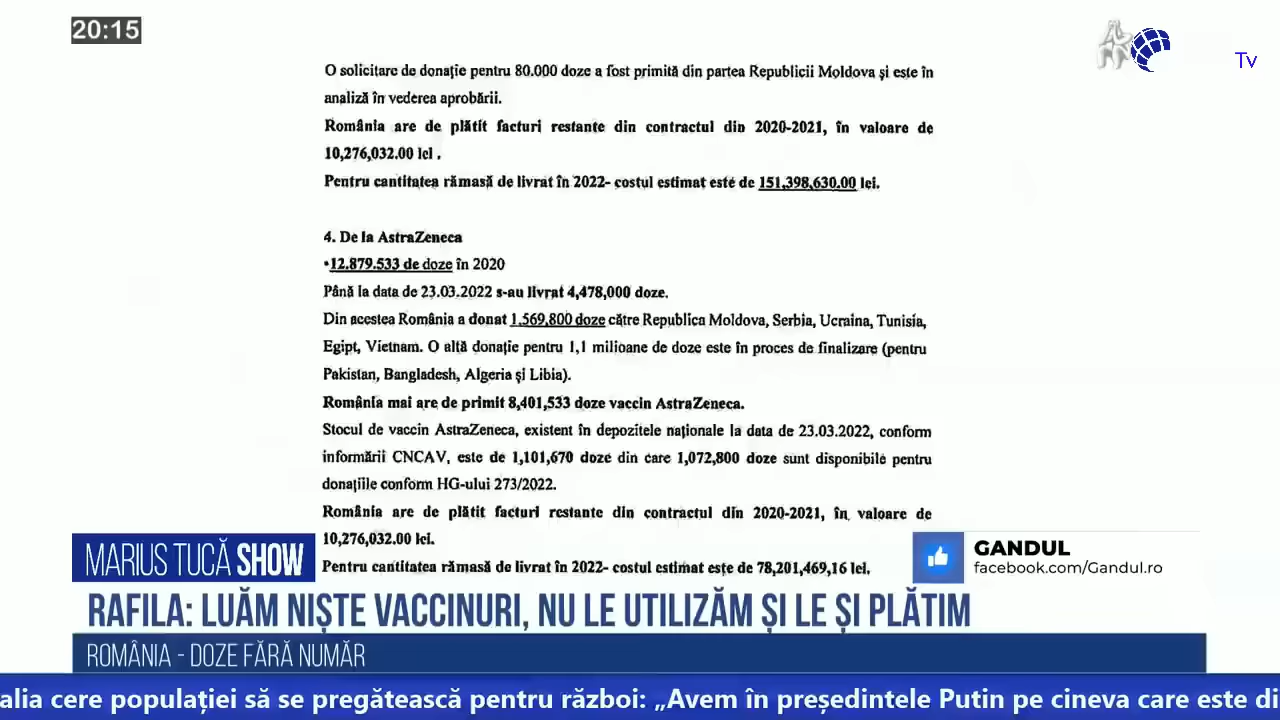 20:15
Tv
O solicitare de donație pentru 80.000 doze a fost primită din partea Republicii Moldova și este în
analiză în vederea aprobării.
România are de plătit facturi restante din contractul din 2020-2021, în valoare de
10,276,032.00 lei .
Pentru cantitatea rămasă de livrat în 2022- costul estimat este de 151,398,630.00 lei.
4. De la AstraZeneca
•12.879.533 de doze în 2020
Până la data de 23.03.2022 s-au livrat 4,478,000 doze.
Din acestea România a donat 1,569,800 doze către Republica Moldova, Serbia, Ucraina, Tunisia,
Egipt, Vietnam. O altă donație pentru 1,1 milioane de doze este în proces de finalizare (pentru
Pakistan, Bangladesh, Algeria și Libia).
România mai are de primit 8,401,533 doze vaccin AstraZeneca.
Stocul de vaccin AstraZeneca, existent în depozitele naționale la data de 23.03.2022, conform
informării CNCAV, este de 1,101,670 doze din care 1,072,800 doze sunt disponibile pentru
donațiile conform HG-ului 273/2022.
România are de plătit facturi restante din contractul din 2020-2021, în valoare de
10,276,032.00 lei.
Pentru cantitatea rămasă de livrat în 2022- costul estimat este de 78,201,469,16 lei.
MARIUS TUCĂ SHOW
GANDUL
facebook.com/Gandul.ro
RAFILA: LUĂM NIȘTE VACCINURI, NU LE UTILIZĂM ȘI LE ȘI PLĂTIM
ROMÂNIA - DOZE FĂRĂ NUMĂR
alia cere populației să se pregătească pentru război: „Avem în președintele Putin pe cineva care este di